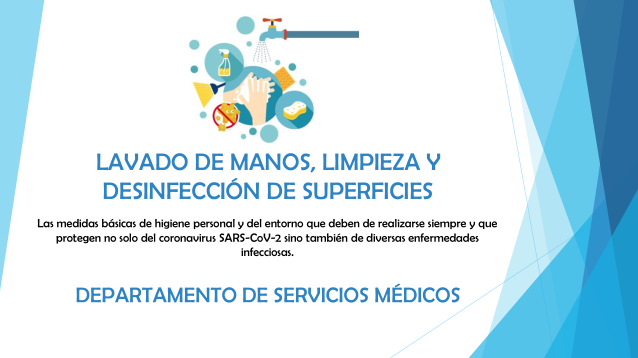 LAVADO DE MANOS, LIMPIEZA Y
DESINFECCIÓN DE SUPERFICIES
Las medidas básicas de higiene personal y del entorno que deben de realizarse siempre y que
protegen no solo del coronavirus SARS-CoV-2 sino también de diversas enfermedades
infecciosas.
DEPARTAMENTO DE SERVICIOS MÉDICOS